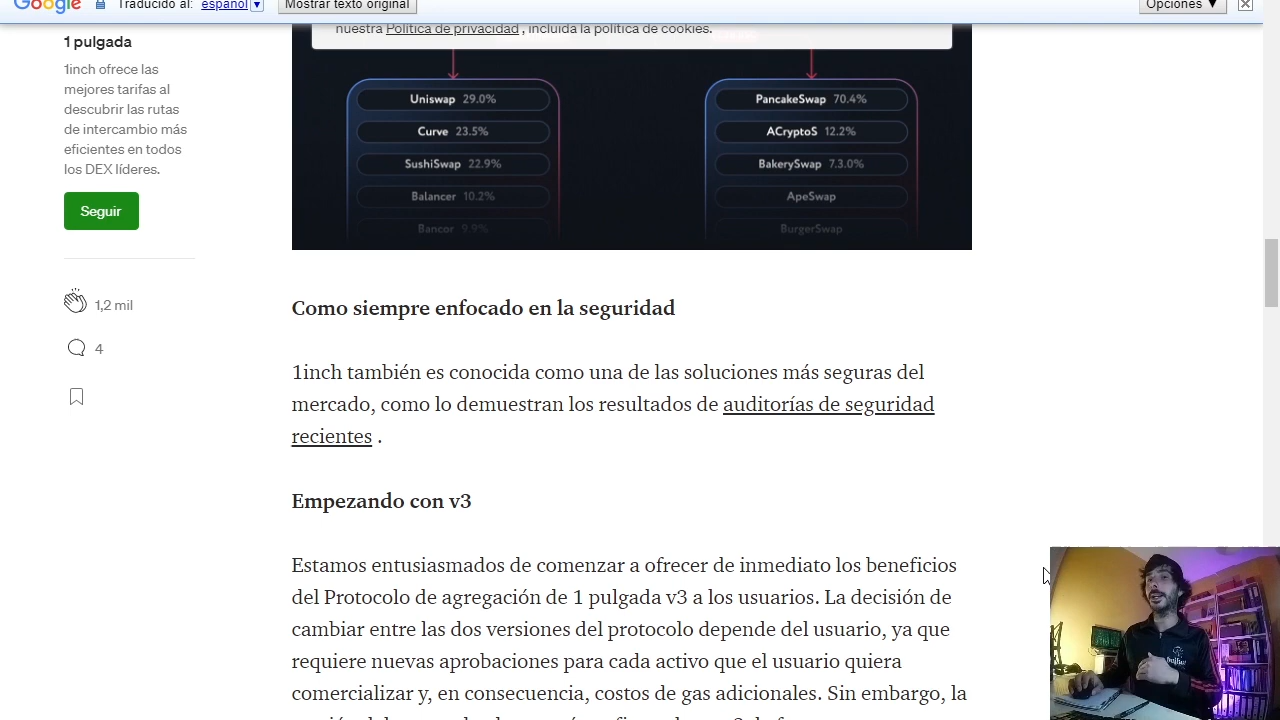 Google Traducido al: español Mostrar texto original Opciones ▼
nuestra Política de privacidad , incluida la política de cookies.
1 pulgada
1inch ofrece las
mejores tarifas al
descubrir las rutas
de intercambio más
eficientes en todos
los DEX líderes.
Seguir
1,2 mil
4
Uniswap 29.0%
Curve 23.5%
SushiSwap 22.9%
Balancer 10.2%
Bancor 9.9%
PancakeSwap 70.4%
ACryptoS 12.2%
BakerySwap 7.3.0%
ApeSwap
BurgerSwap
Como siempre enfocado en la seguridad
1inch también es conocida como una de las soluciones más seguras del
mercado, como lo demuestran los resultados de auditorías de seguridad
recientes .
Empezando con v3
Estamos entusiasmados de comenzar a ofrecer de inmediato los beneficios
del Protocolo de agregación de 1 pulgada v3 a los usuarios. La decisión de
cambiar entre las dos versiones del protocolo depende del usuario, ya que
requiere nuevas aprobaciones para cada activo que el usuario quiera
comercializar y, en consecuencia, costos de gas adicionales. Sin embargo, la